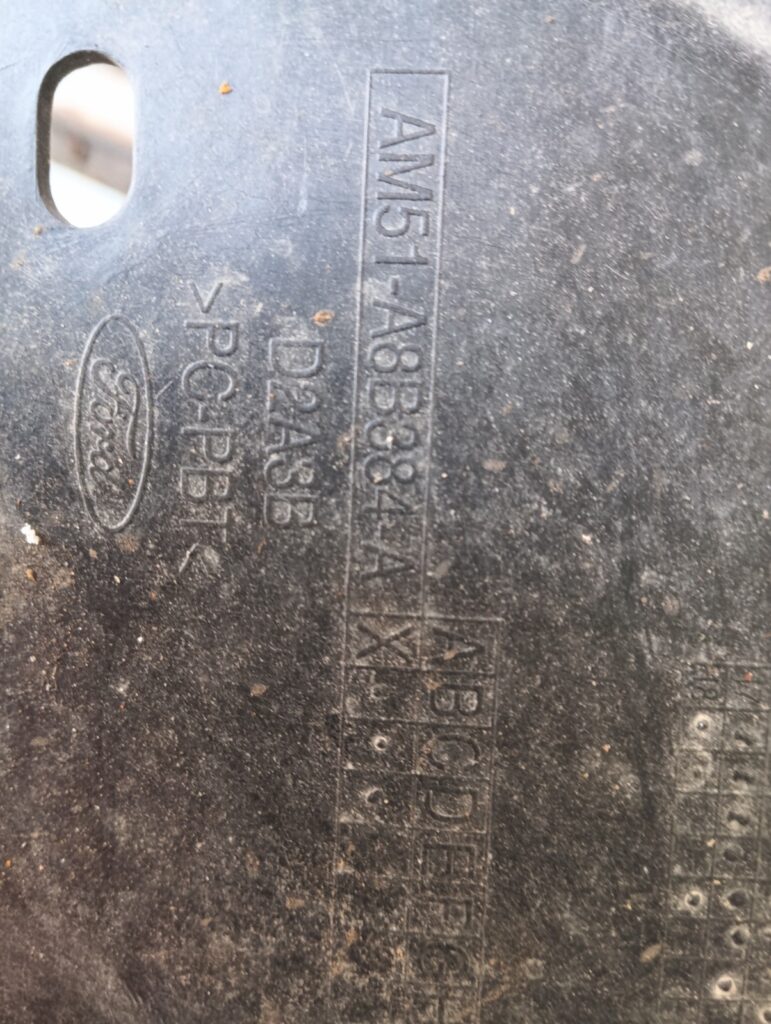 AM51-A8B384-A X
A B C D E F G H
D2A3B
>PC-PBT<
Ford